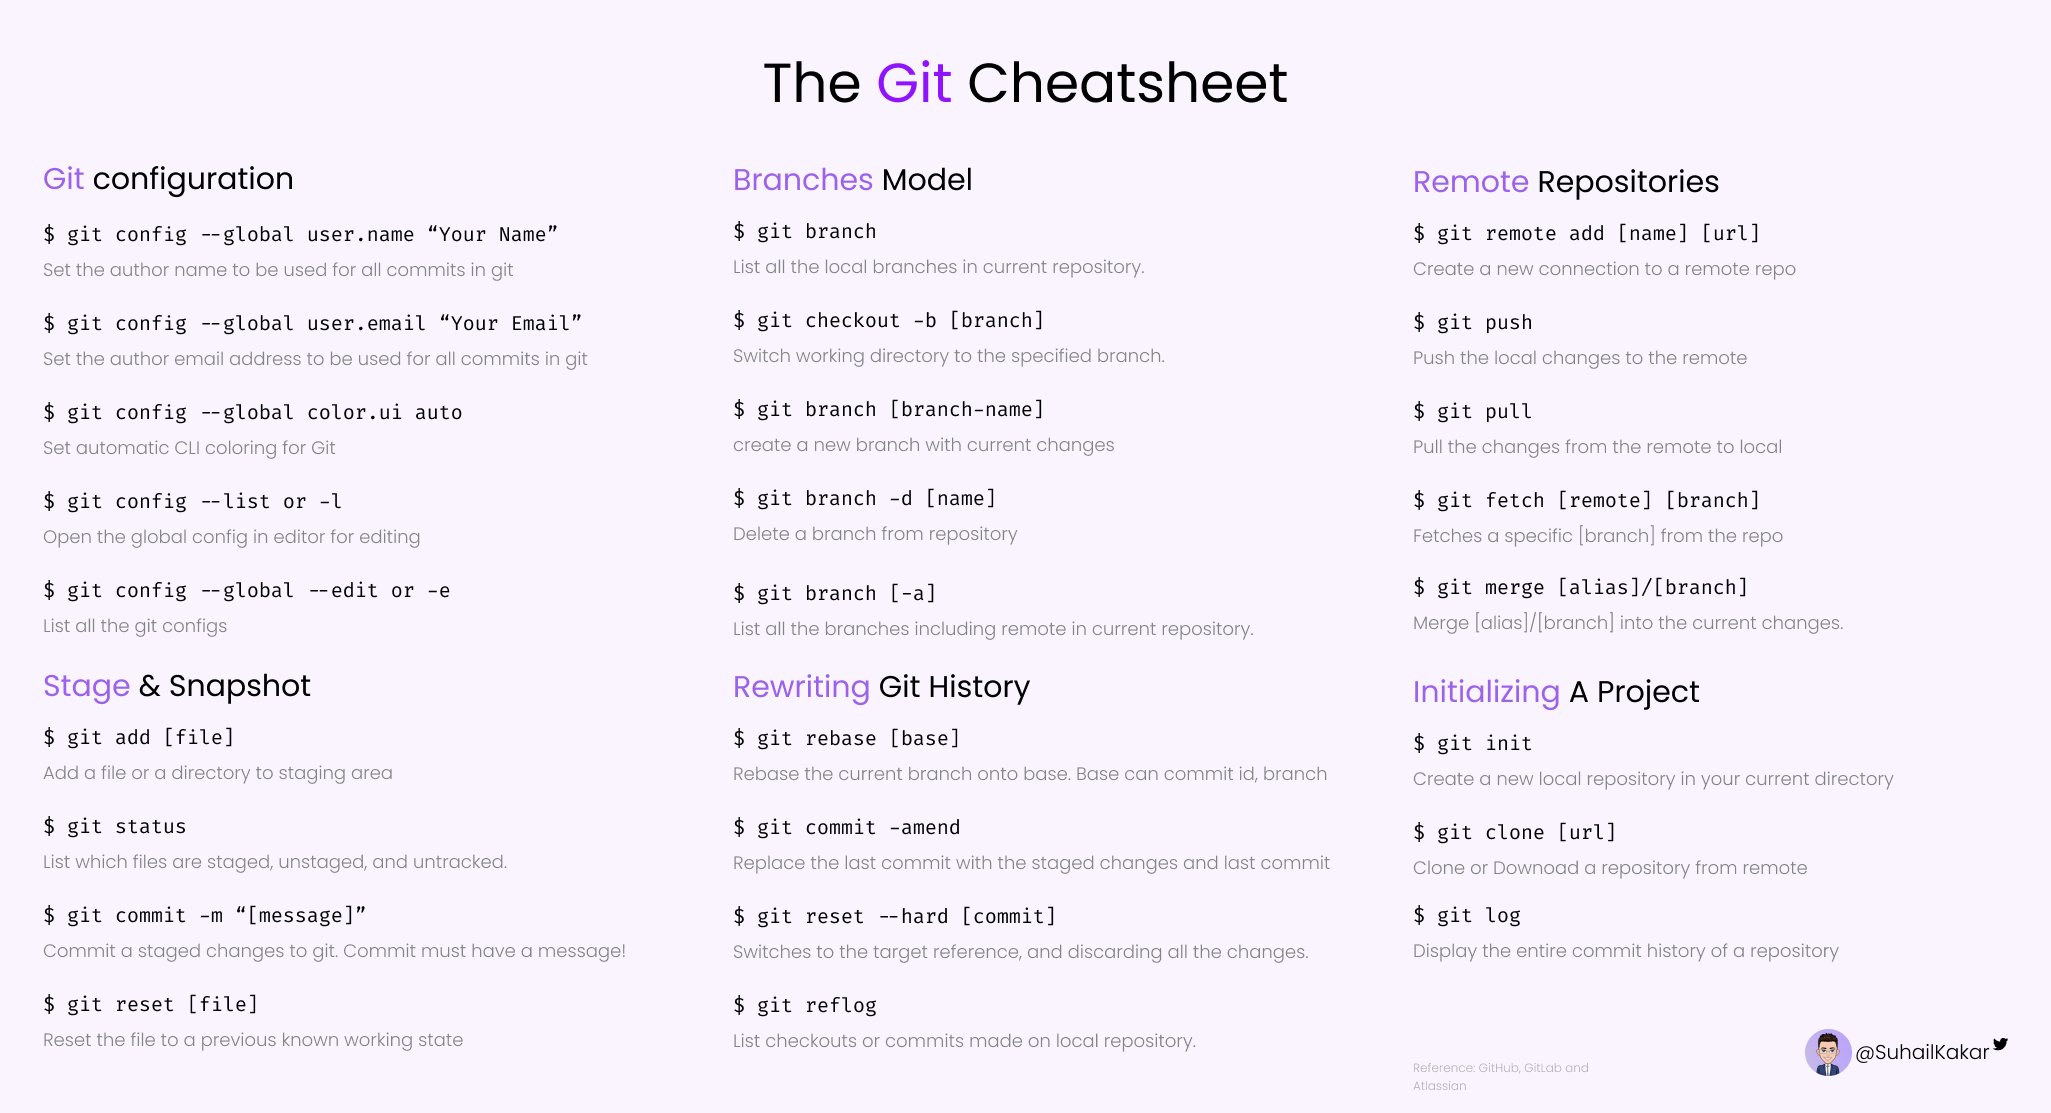 The Git Cheatsheet
Git configuration
$ git config --global user.name “Your Name”
Set the author name to be used for all commits in git
$ git config --global user.email “Your Email”
Set the author email address to be used for all commits in git
$ git config --global color.ui auto
Set automatic CLI coloring for Git
$ git config --list or -l
Open the global config in editor for editing
$ git config --global --edit or -e
List all the git configs
Stage & Snapshot
$ git add [file]
Add a file or a directory to staging area
$ git status
List which files are staged, unstaged, and untracked.
$ git commit -m “[message]”
Commit a staged changes to git. Commit must have a message!
$ git reset [file]
Reset the file to a previous known working state
Branches Model
$ git branch
List all the local branches in current repository.
$ git checkout -b [branch]
Switch working directory to the specified branch.
$ git branch [branch-name]
create a new branch with current changes
$ git branch -d [name]
Delete a branch from repository
$ git branch [-a]
List all the branches including remote in current repository.
Rewriting Git History
$ git rebase [base]
Rebase the current branch onto base. Base can commit id, branch
$ git commit -amend
Replace the last commit with the staged changes and last commit
$ git reset --hard [commit]
Switches to the target reference, and discarding all the changes.
$ git reflog
List checkouts or commits made on local repository.
Remote Repositories
$ git remote add [name] [url]
Create a new connection to a remote repo
$ git push
Push the local changes to the remote
$ git pull
Pull the changes from the remote to local
$ git fetch [remote] [branch]
Fetches a specific [branch] from the repo
$ git merge [alias]/[branch]
Merge [alias]/[branch] into the current changes.
Initializing A Project
$ git init
Create a new local repository in your current directory
$ git clone [url]
Clone or Downoad a repository from remote
$ git log
Display the entire commit history of a repository
Reference: GitHub, GitLab and
Atlassian
@SuhailKakar